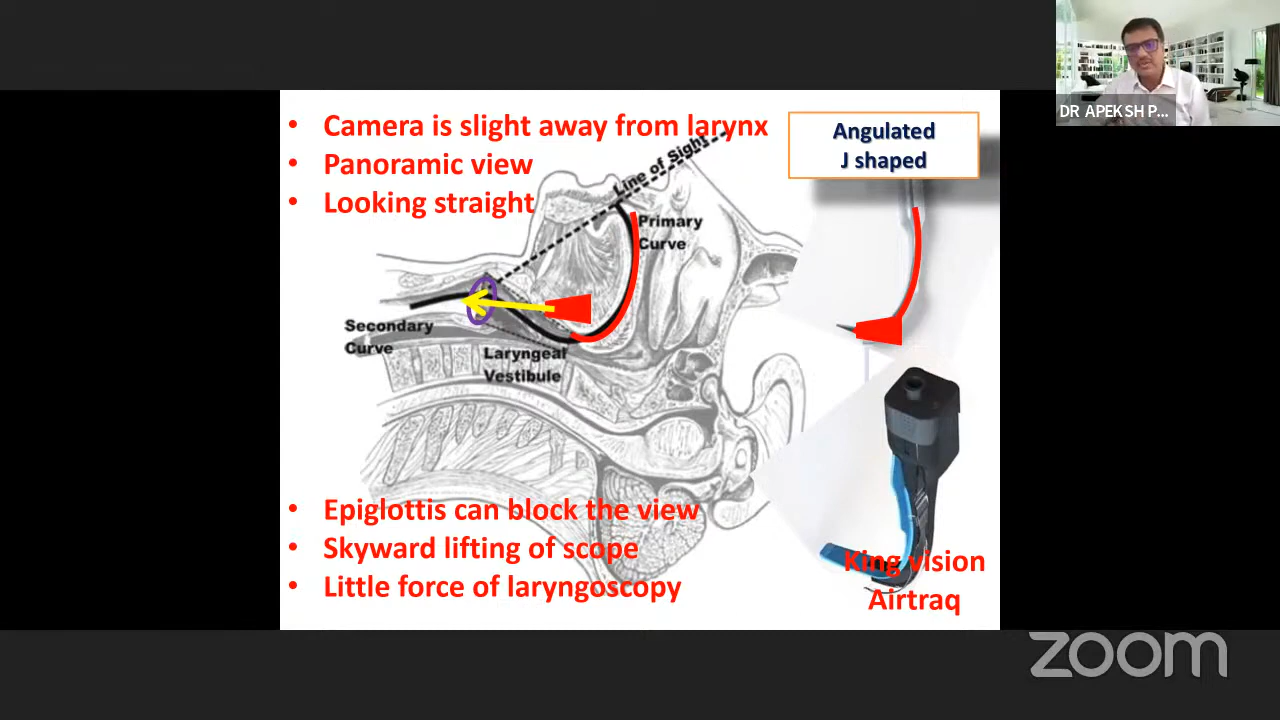 • Camera is slight away from larynx
• Panoramic view
• Looking straight
Line of Sight
Primary
Curve
Secondary
Curve
Laryngeal
Vestibule
• Epiglottis can block the view
• Skyward lifting of scope
• Little force of laryngoscopy
Angulated
J shaped
King vision
Airtraq
DR APEKSH P...
zoom